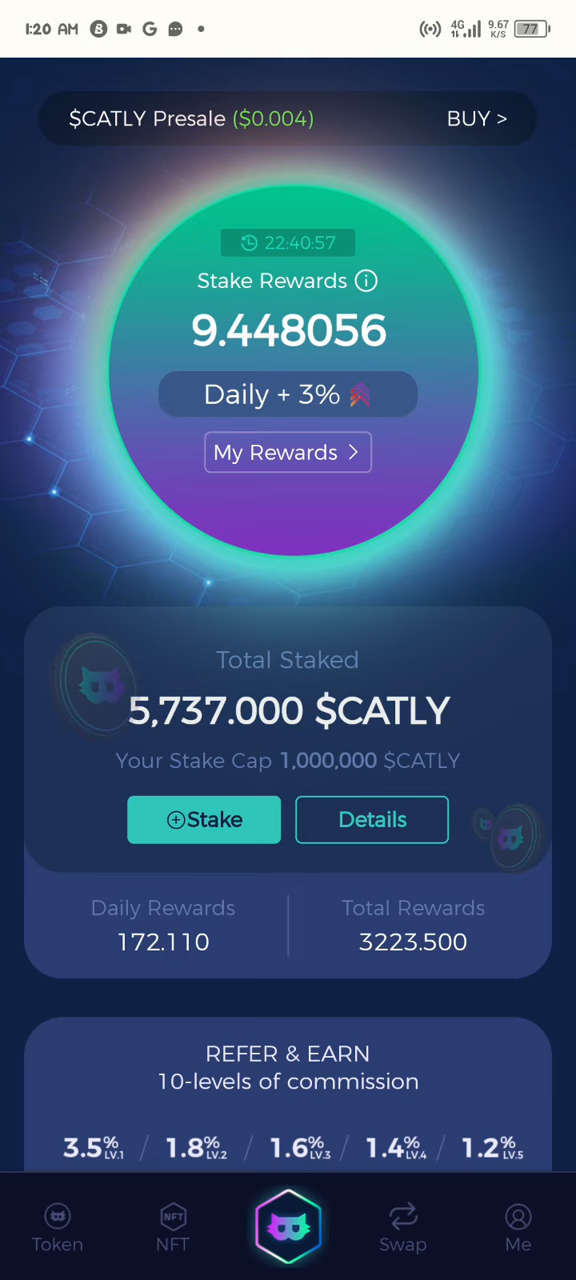 1:20 AM
4G
9.67
K/S
77
$CATLY Presale ($0.004)
BUY >
22:40:57
Stake Rewards
9.448056
Daily + 3%
My Rewards >
Total Staked
5,737.000 $CATLY
Your Stake Cap 1,000,000 $CATLY
Stake
Details
Daily Rewards
Total Rewards
172.110
3223.500
REFER & EARN
10-levels of commission
3.5% LV.1 / 1.8% LV.2 / 1.6% LV.3 / 1.4% LV.4 / 1.2% LV.5
NFT
Token
NFT
Swap
Me